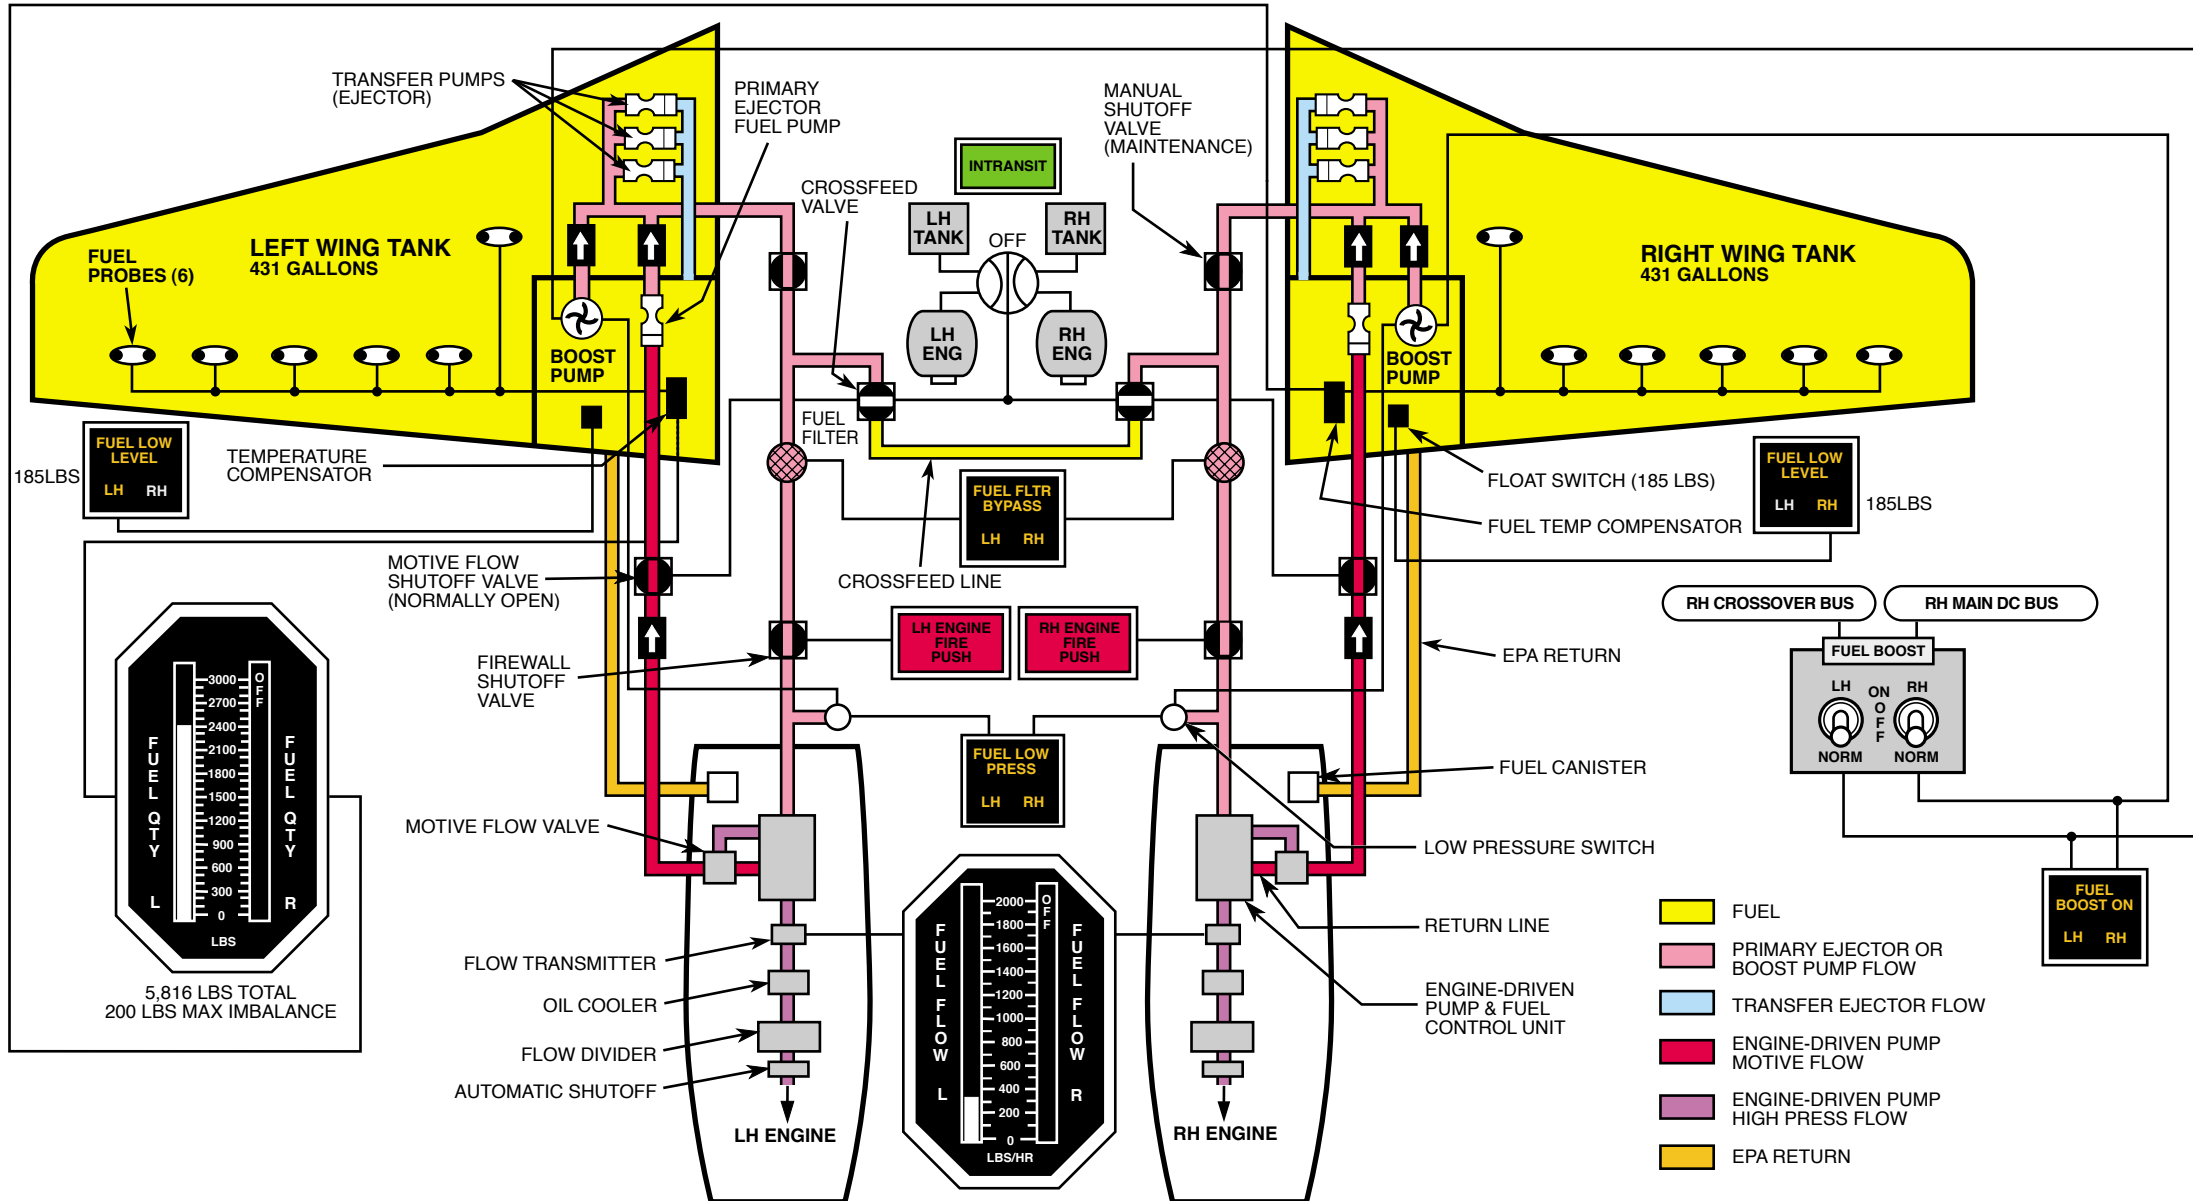 TRANSFER PUMPS
(EJECTOR)
PRIMARY
EJECTOR
FUEL PUMP
MANUAL
SHUTOFF
VALVE
(MAINTENANCE)
INTRANSIT
CROSSFEED
VALVE
LH
TANK
OFF
RH
TANK
LH
ENG
RH
ENG
LEFT WING TANK
431 GALLONS
FUEL
PROBES (6)
BOOST
PUMP
RIGHT WING TANK
431 GALLONS
BOOST
PUMP
FUEL LOW
LEVEL
LH RH
185LBS
TEMPERATURE
COMPENSATOR
FUEL
FILTER
FUEL FLTR
BYPASS
LH RH
CROSSFEED LINE
FLOAT SWITCH (185 LBS)
FUEL TEMP COMPENSATOR
FUEL LOW
LEVEL
LH RH
185LBS
MOTIVE FLOW
SHUTOFF VALVE
(NORMALLY OPEN)
LH ENGINE
FIRE
PUSH
RH ENGINE
FIRE
PUSH
FIREWALL
SHUTOFF
VALVE
EPA RETURN
RH CROSSOVER BUS
RH MAIN DC BUS
FUEL BOOST
LH
ON
OFF
RH
NORM
NORM
FUEL LOW
PRESS
LH RH
FUEL CANISTER
MOTIVE FLOW VALVE
LOW PRESSURE SWITCH
FUEL QTY L
3000
2700
2400
2100
1800
1500
1200
900
600
300
0
OFF
FUEL QTY R
LBS
5,816 LBS TOTAL
200 LBS MAX IMBALANCE
FUEL FLOW L
2000
1800
1600
1400
1200
1000
800
600
400
200
0
OFF
FUEL FLOW R
LBS/HR
RETURN LINE
FLOW TRANSMITTER
OIL COOLER
FLOW DIVIDER
AUTOMATIC SHUTOFF
LH ENGINE
RH ENGINE
ENGINE-DRIVEN
PUMP & FUEL
CONTROL UNIT
FUEL
BOOST ON
LH RH
FUEL
PRIMARY EJECTOR OR
BOOST PUMP FLOW
TRANSFER EJECTOR FLOW
ENGINE-DRIVEN PUMP
MOTIVE FLOW
ENGINE-DRIVEN PUMP
HIGH PRESS FLOW
EPA RETURN